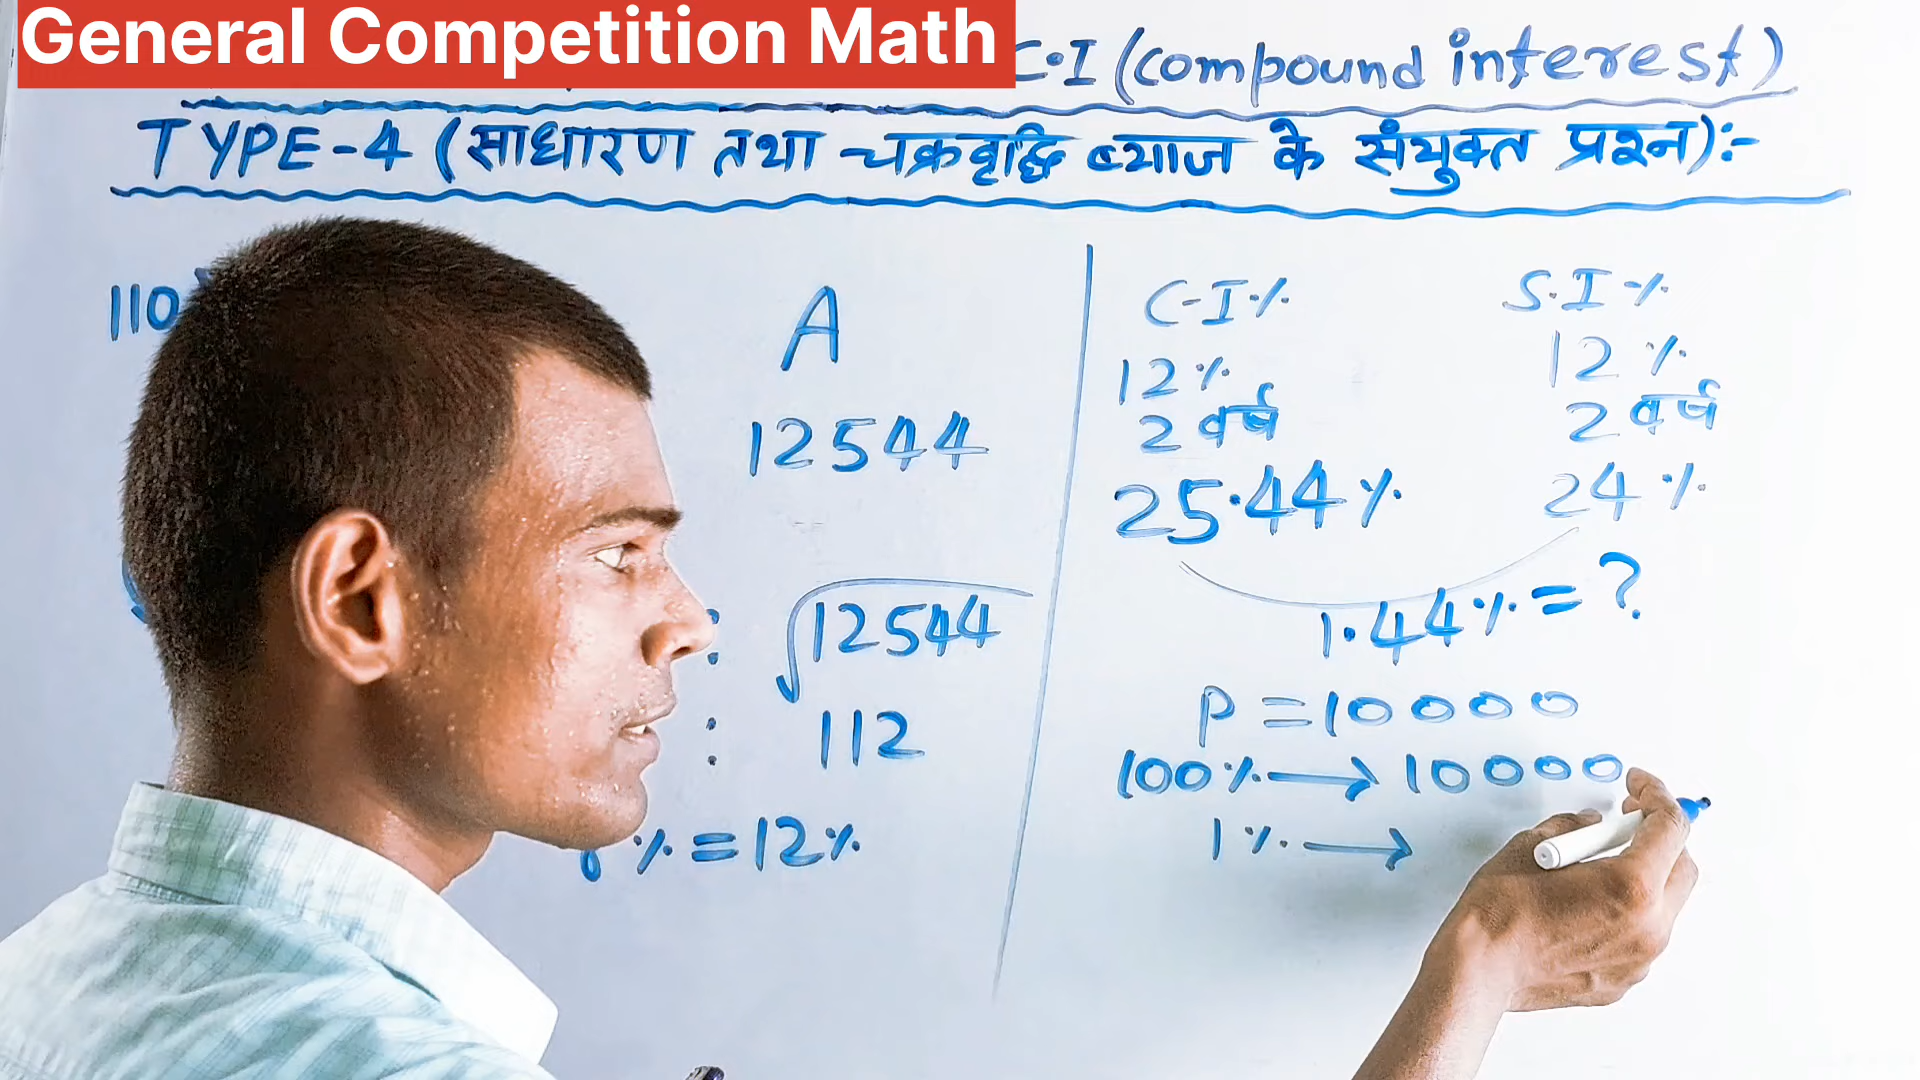 General Competition Math
C.I (compound interest)
TYPE-4 (साधारण तथा चक्रवृद्धि ब्याज के संयुक्त प्रश्न):-
110
A
12544
: √12544
: 112
% = 12%
C.I.% S.I %
12% 12%
2 वर्ष 2 वर्ष
25.44% 24%
1.44% = ?
P = 10000
100% → 10000
1% →